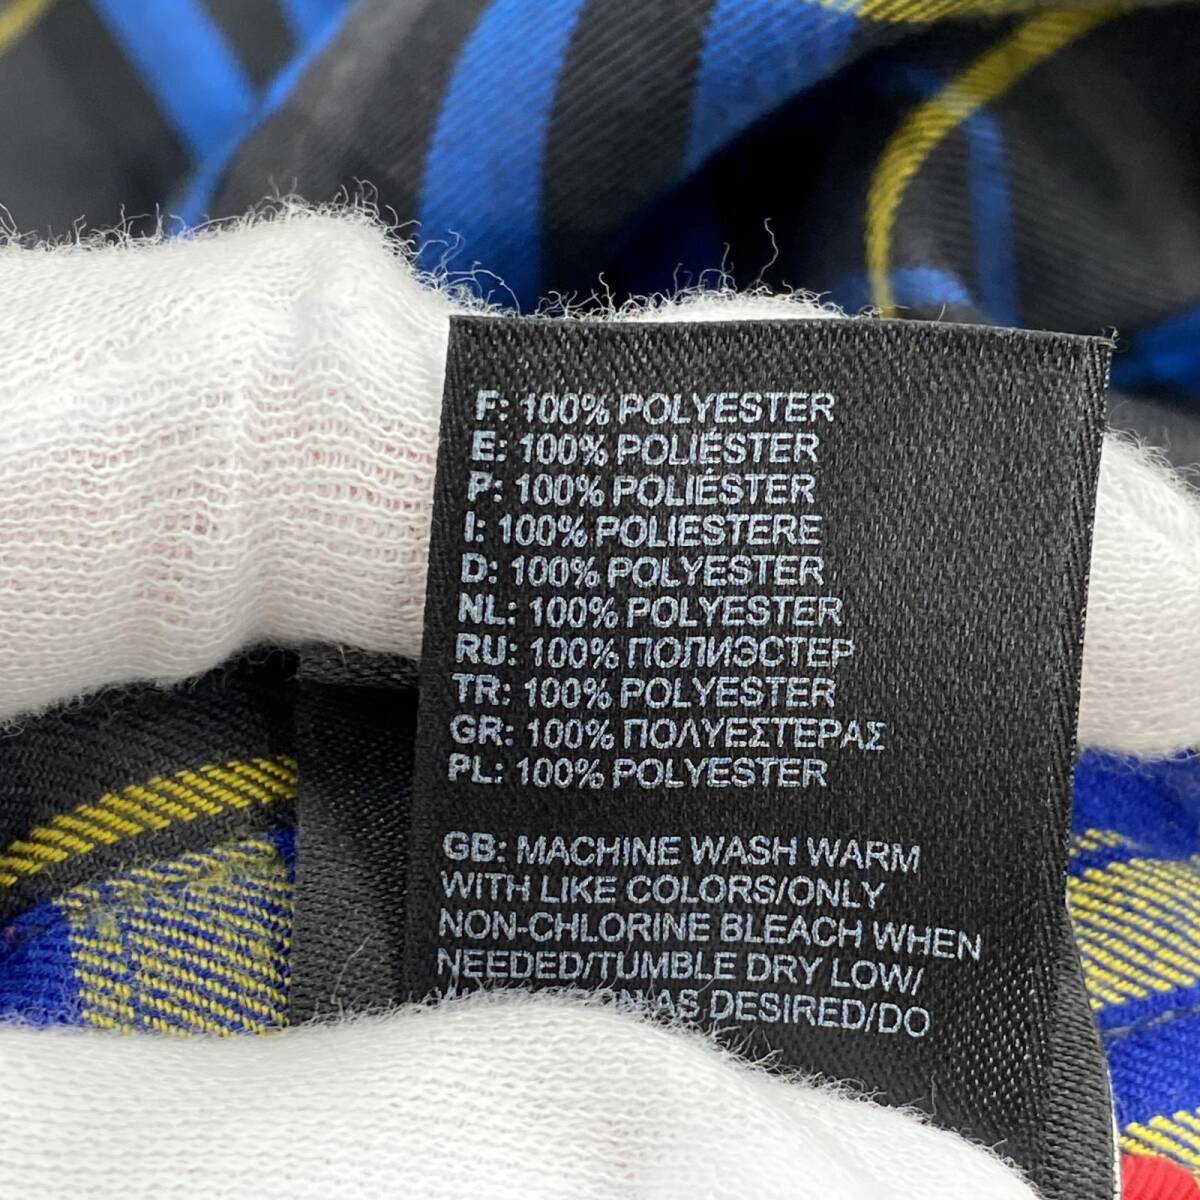 F: 100% POLYESTER
E: 100% POLIÉSTER
P: 100% POLIÉSTER
I: 100% POLIESTERE
D: 100% POLYESTER
NL: 100% POLYESTER
RU: 100% ПОЛИЭСТЕР
TR: 100% POLYESTER
GR: 100% ΠΟΛΥΕΣΤΕΡΑΣ
PL: 100% POLYESTER
GB: MACHINE WASH WARM
WITH LIKE COLORS/ONLY
NON-CHLORINE BLEACH WHEN
NEEDED/TUMBLE DRY LOW/
AS DESIRED/DO